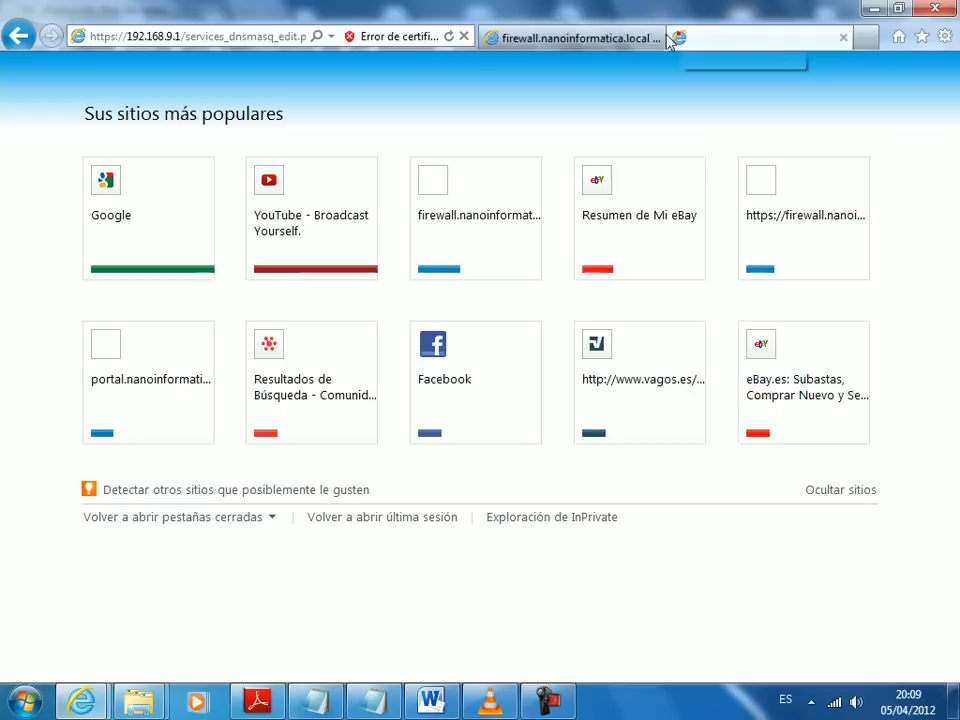 https://192.168.9.1/services_dnsmasq_edit.p
Error de certifi...
firewall.nanoinformatica.local ...
Sus sitios más populares
Google
YouTube - Broadcast
Yourself.
firewall.nanoinformat...
Resumen de Mi eBay
https://firewall.nanoi...
portal.nanoinformati...
Resultados de
Búsqueda - Comunid...
Facebook
http://www.vagos.es/...
eBay.es: Subastas,
Comprar Nuevo y Se...
Detectar otros sitios que posiblemente le gusten
Ocultar sitios
Volver a abrir pestañas cerradas
Volver a abrir última sesión
Exploración de InPrivate
ES
20:09
05/04/2012